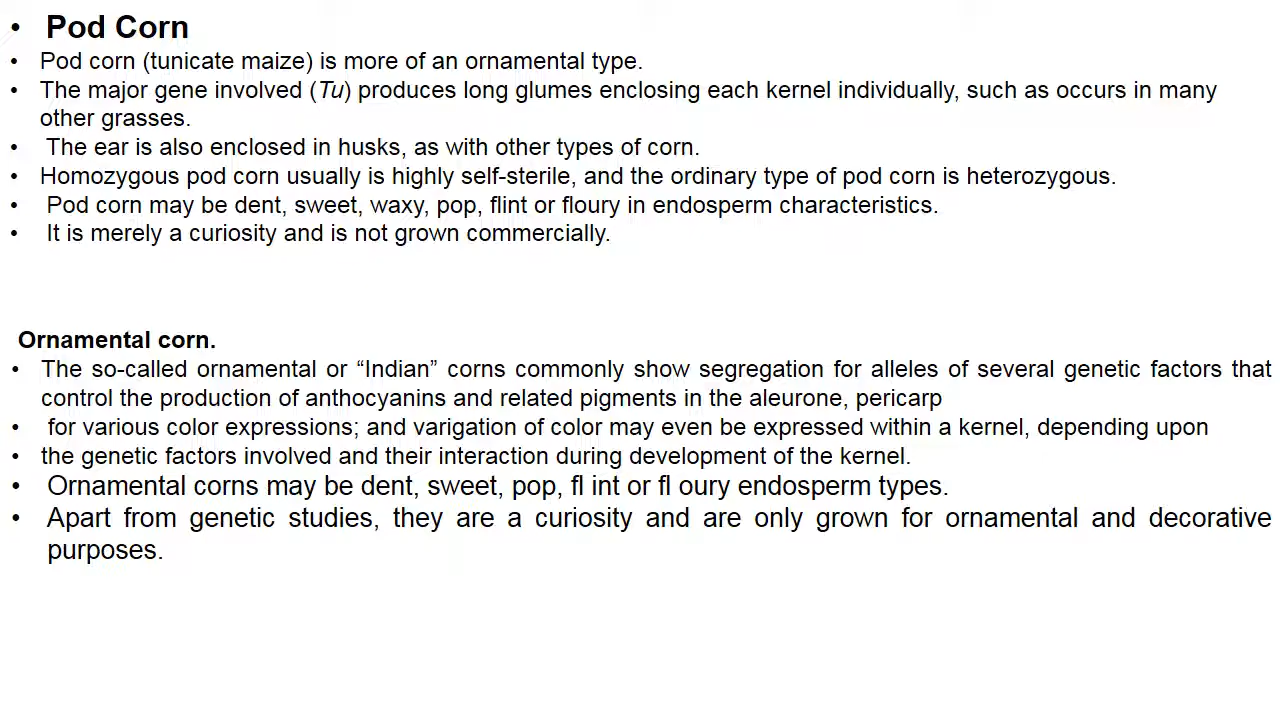 • Pod Corn
• Pod corn (tunicate maize) is more of an ornamental type.
• The major gene involved (Tu) produces long glumes enclosing each kernel individually, such as occurs in many
other grasses.
• The ear is also enclosed in husks, as with other types of corn.
• Homozygous pod corn usually is highly self-sterile, and the ordinary type of pod corn is heterozygous.
• Pod corn may be dent, sweet, waxy, pop, flint or floury in endosperm characteristics.
• It is merely a curiosity and is not grown commercially.
Ornamental corn.
• The so-called ornamental or “Indian” corns commonly show segregation for alleles of several genetic factors that
control the production of anthocyanins and related pigments in the aleurone, pericarp
• for various color expressions; and varigation of color may even be expressed within a kernel, depending upon
• the genetic factors involved and their interaction during development of the kernel.
• Ornamental corns may be dent, sweet, pop, fl int or fl oury endosperm types.
• Apart from genetic studies, they are a curiosity and are only grown for ornamental and decorative
purposes.